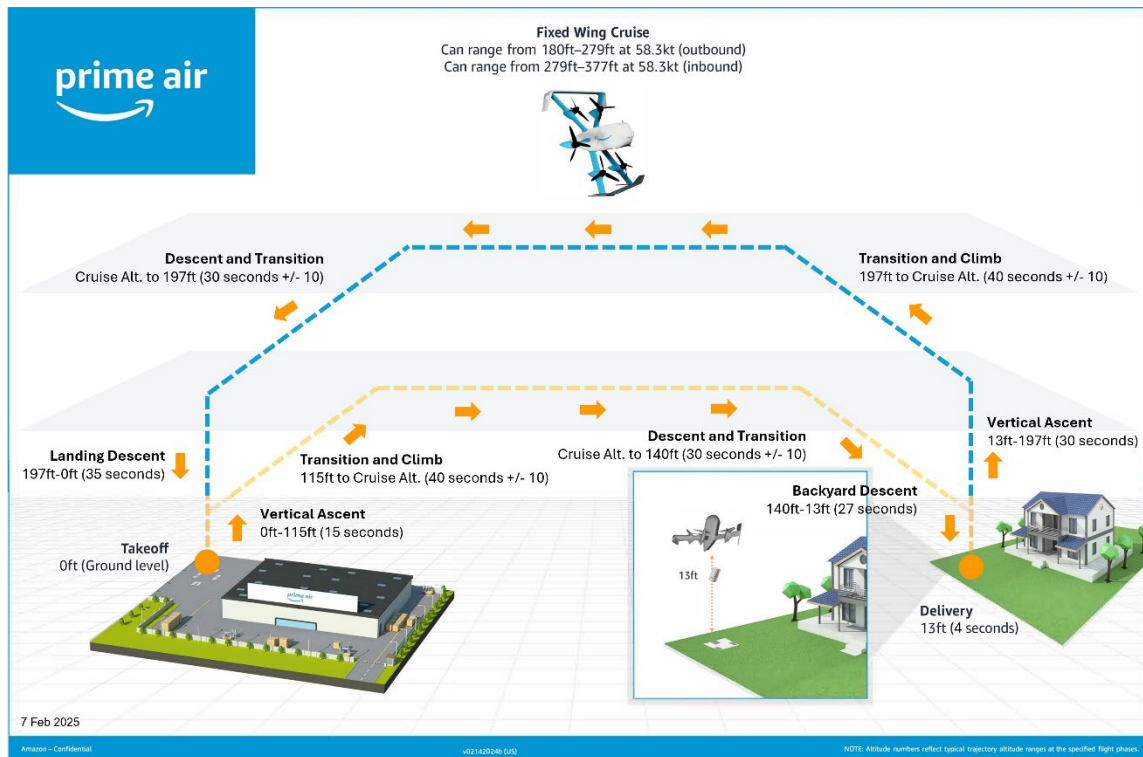 prime air
Fixed Wing Cruise
Can range from 180ft–279ft at 58.3kt (outbound)
Can range from 279ft–377ft at 58.3kt (inbound)
Descent and Transition
Cruise Alt. to 197ft (30 seconds +/- 10)
Transition and Climb
197ft to Cruise Alt. (40 seconds +/- 10)
Landing Descent
197ft-0ft (35 seconds)
Transition and Climb
115ft to Cruise Alt. (40 seconds +/- 10)
Descent and Transition
Cruise Alt. to 140ft (30 seconds +/- 10)
Vertical Ascent
13ft-197ft (30 seconds)
Vertical Ascent
0ft-115ft (15 seconds)
Backyard Descent
140ft-13ft (27 seconds)
Takeoff
0ft (Ground level)
prime air
13ft
Delivery
13ft (4 seconds)
7 Feb 2025
Amazon – Confidential
v02142024b (US)
NOTE: Altitude numbers reflect typical trajectory altitude ranges at the specified flight phases.